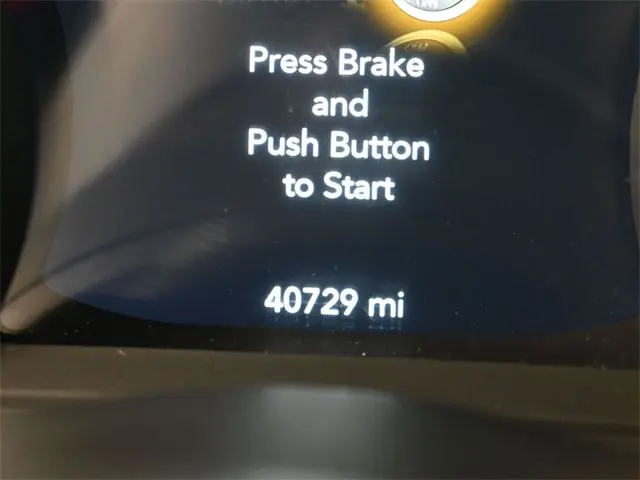 Press Brake
and
Push Button
to Start
40729 mi